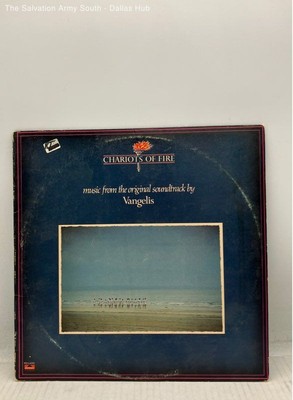 The Salvation Army South - Dallas Hub
CHARIOTS OF FIRE
music from the original soundtrack by
Vangelis